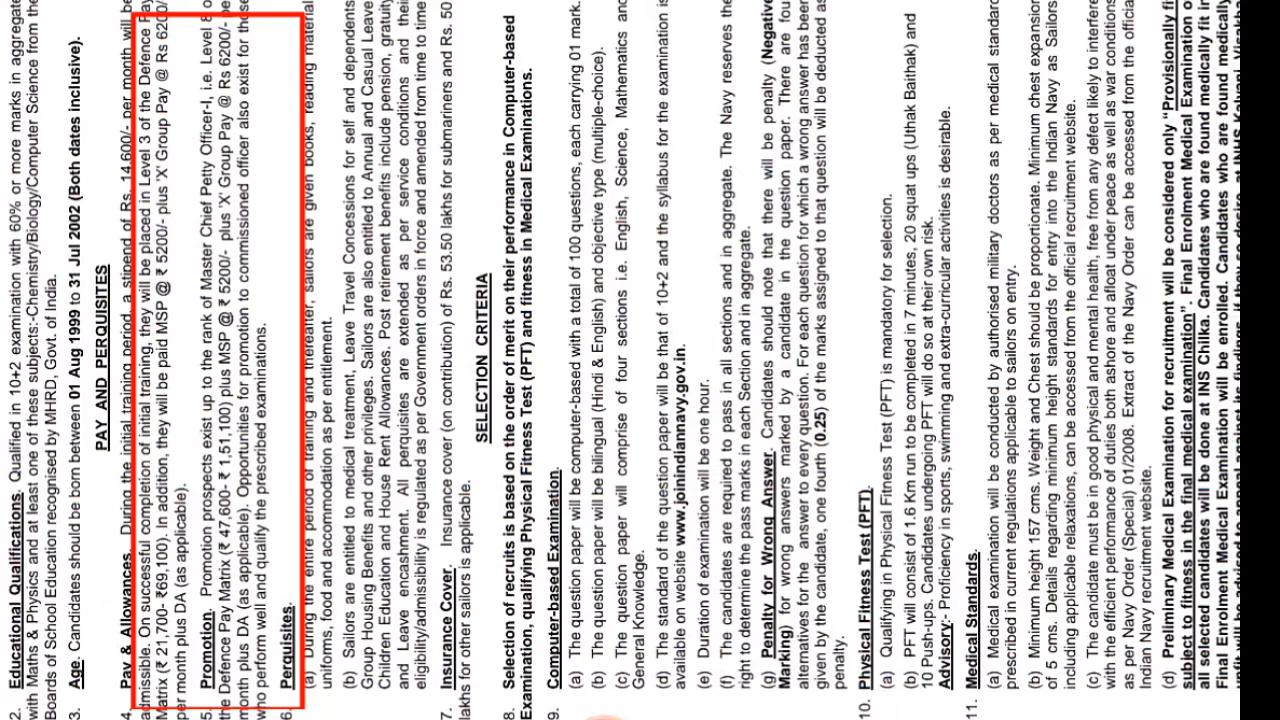 2. Educational Qualifications. Qualified in 10+2 examination with 60% or more marks in aggregate
with Maths & Physics and at least one of these subjects:-Chemistry/Biology/Computer Science from the
Boards of School Education recognised by MHRD, Govt. of India.
3. Age. Candidates should be born between 01 Aug 1999 to 31 Jul 2002 (Both dates inclusive).
PAY AND PERQUISITES
4. Pay & Allowances. During the initial training period, a stipend of Rs. 14,600/- per month will be
admissible. On successful completion of initial training, they will be placed in Level 3 of the Defence Pay
Matrix (₹ 21,700- ₹69,100). In addition, they will be paid MSP @ ₹ 5200/- plus 'X' Group Pay @ Rs 6200/-
per month plus DA (as applicable).
5. Promotion. Promotion prospects exist up to the rank of Master Chief Petty Officer-I, i.e. Level 8 o
the Defence Pay Matrix (₹ 47,600- ₹ 1,51,100) plus MSP @ ₹ 5200/- plus 'X' Group Pay @ Rs 6200/- pe
month plus DA (as applicable). Opportunities for promotion to commissioned officer also exist for those
who perform well and qualify the prescribed examinations.
6. Perquisites.
(a) During the entire period of training and thereafter, sailors are given books, reading material
uniforms, food and accommodation as per entitlement.
(b) Sailors are entitled to medical treatment, Leave Travel Concessions for self and dependents
Group Housing Benefits and other privileges. Sailors are also entitled to Annual and Casual Leave
Children Education and House Rent Allowances. Post retirement benefits include pension, gratuity
and Leave encashment. All perquisites are extended as per service conditions and their
eligibility/admissibility is regulated as per Government orders in force and amended from time to time
7. Insurance Cover. Insurance cover (on contribution) of Rs. 53.50 lakhs for submariners and Rs. 50
lakhs for other sailors is applicable.
SELECTION CRITERIA
8. Selection of recruits is based on the order of merit on their performance in Computer-based
Examination, qualifying Physical Fitness Test (PFT) and fitness in Medical Examinations.
9. Computer-based Examination.
(a) The question paper will be computer-based with a total of 100 questions, each carrying 01 mark.
(b) The question paper will be bilingual (Hindi & English) and objective type (multiple-choice).
(c) The question paper will comprise of four sections i.e. English, Science, Mathematics and
General Knowledge.
(d) The standard of the question paper will be that of 10+2 and the syllabus for the examination is
available on website www.joinindiannavy.gov.in.
(e) Duration of examination will be one hour.
(f) The candidates are required to pass in all sections and in aggregate. The Navy reserves the
right to determine the pass marks in each Section and in aggregate.
(g) Penalty for Wrong Answer. Candidates should note that there will be penalty (Negative
Marking) for wrong answers marked by a candidate in the question paper. There are fou
alternatives for the answer to every question. For each question for which a wrong answer has been
given by the candidate, one fourth (0.25) of the marks assigned to that question will be deducted as
penalty.
10. Physical Fitness Test (PFT).
(a) Qualifying in Physical Fitness Test (PFT) is mandatory for selection.
(b) PFT will consist of 1.6 Km run to be completed in 7 minutes, 20 squat ups (Uthak Baithak) and
10 Push-ups. Candidates undergoing PFT will do so at their own risk.
Advisory:- Proficiency in sports, swimming and extra-curricular activities is desirable.
11. Medical Standards.
(a) Medical examination will be conducted by authorised military doctors as per medical standard
prescribed in current regulations applicable to sailors on entry.
(b) Minimum height 157 cms. Weight and Chest should be proportionate. Minimum chest expansion
of 5 cms. Details regarding minimum height standards for entry into the Indian Navy as Sailors
including applicable relaxations, can be accessed from the official recruitment website.
(c) The candidate must be in good physical and mental health, free from any defect likely to interfere
with the efficient performance of duties both ashore and afloat under peace as well as war conditions
as per Navy Order (Special) 01/2008. Extract of the Navy Order can be accessed from the officia
Indian Navy recruitment website.
(d) Preliminary Medical Examination for recruitment will be considered only "Provisionally fi
subject to fitness in the final medical examination". Final Enrolment Medical Examination o
all selected candidates will be done at INS Chilka. Candidates who are found medically fit in
Final Enrolment Medical Examination will be enrolled. Candidates who are found medically